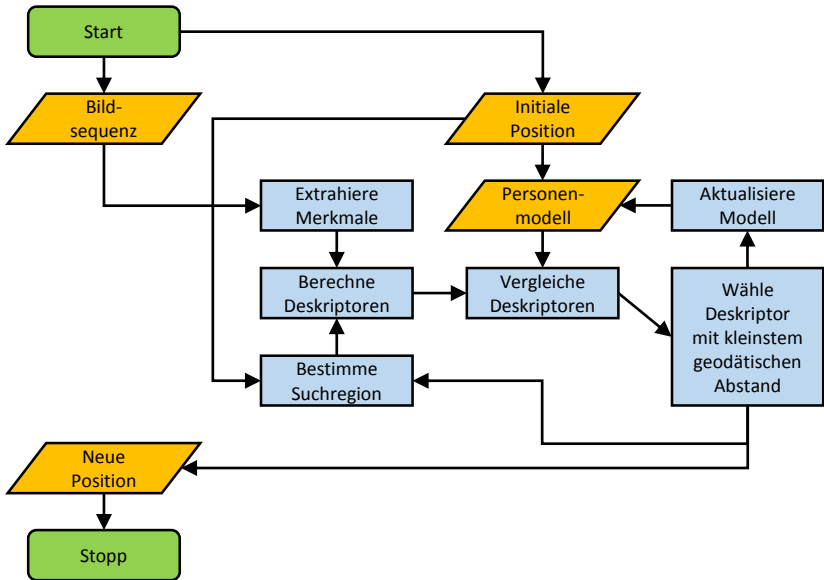 Start
Bild-
sequenz
Initiale
Position
Extrahiere
Merkmale
Personen-
modell
Aktualisiere
Modell
Berechne
Deskriptoren
Vergleiche
Deskriptoren
Wähle
Deskriptor
mit kleinstem
geodätischen
Abstand
Bestimme
Suchregion
Neue
Position
Stopp